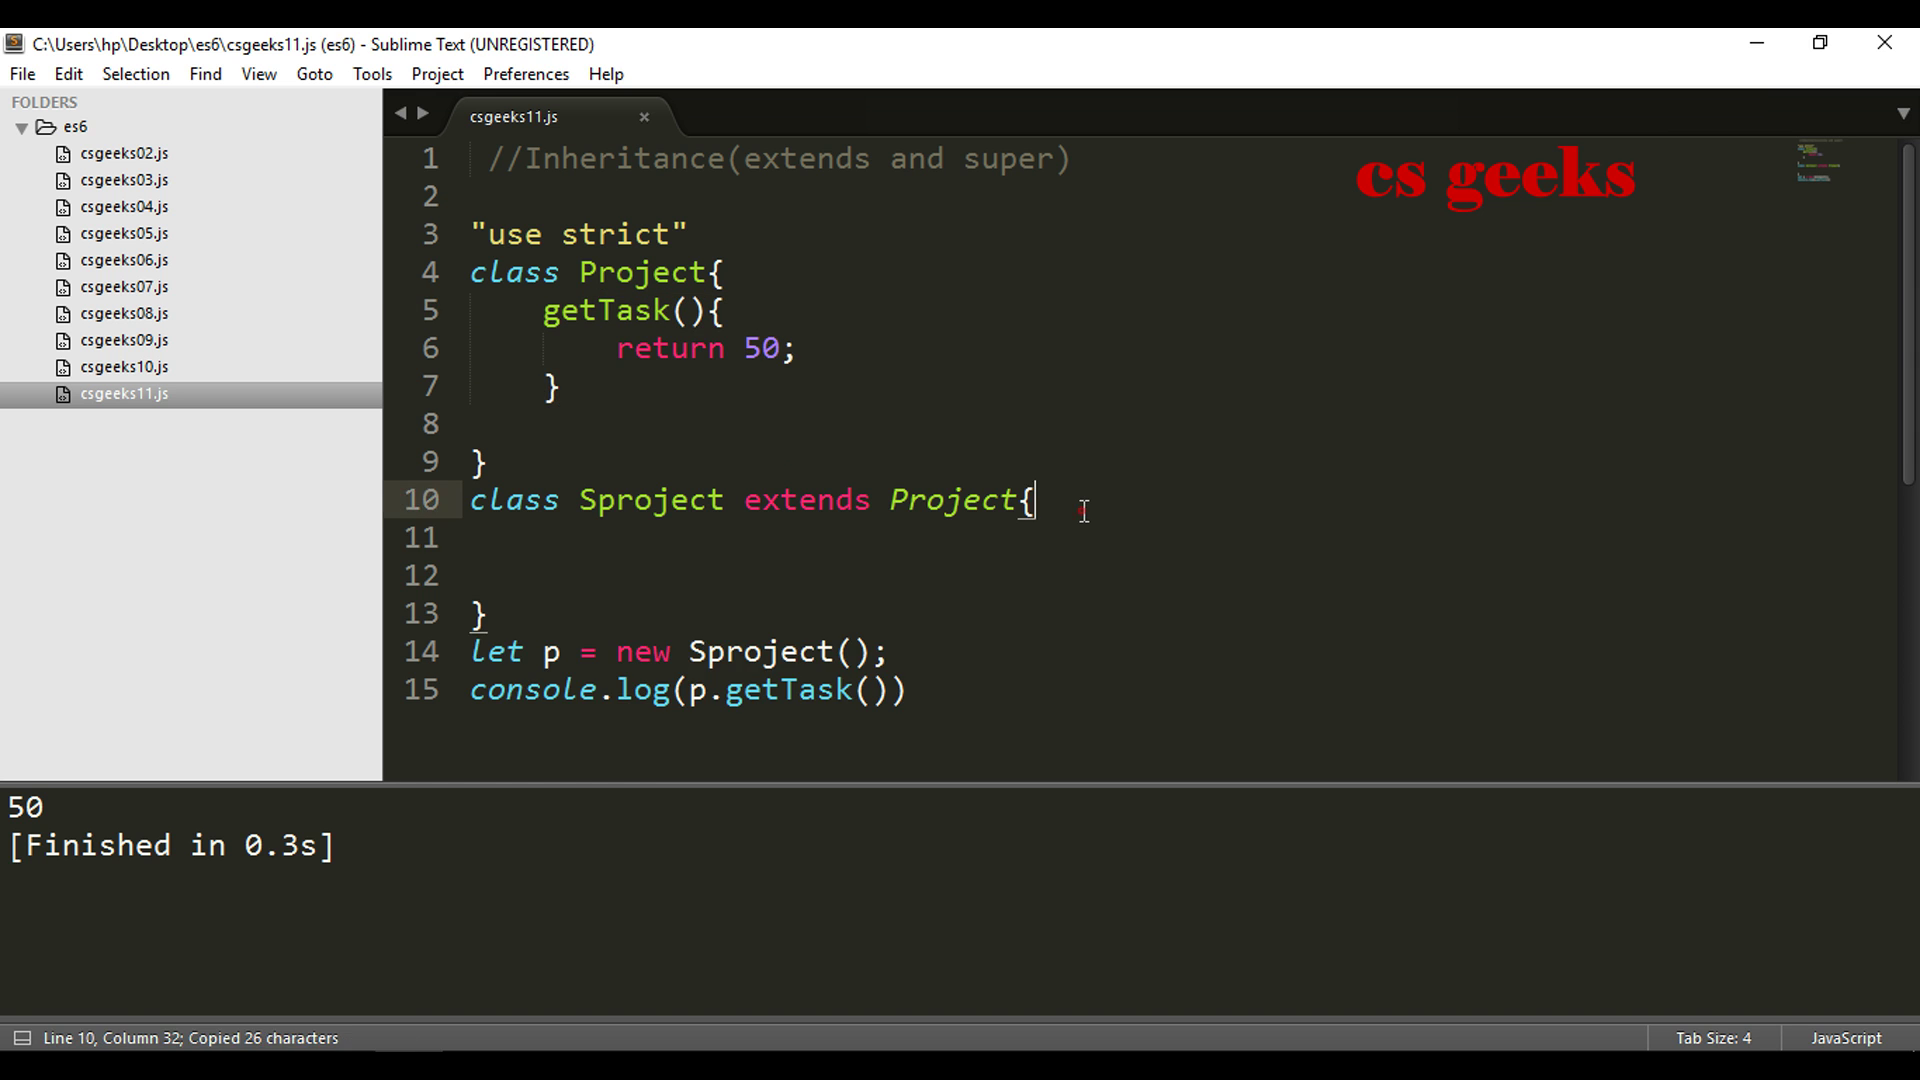 C:\Users\hp\Desktop\es6\csgeeks11.js (es6) - Sublime Text (UNREGISTERED)
File Edit Selection Find View Goto Tools Project Preferences Help
FOLDERS
es6
csgeeks02.js
csgeeks03.js
csgeeks04.js
csgeeks05.js
csgeeks06.js
csgeeks07.js
csgeeks08.js
csgeeks09.js
csgeeks10.js
csgeeks11.js
csgeeks11.js
cs geeks
1 //Inheritance(extends and super)
2
3 "use strict"
4 class Project{
5 getTask(){
6 return 50;
7 }
8
9 }
10 class Sproject extends Project{
11
12
13 }
14 let p = new Sproject();
15 console.log(p.getTask())
50
[Finished in 0.3s]
Line 10, Column 32; Copied 26 characters
Tab Size: 4
JavaScript